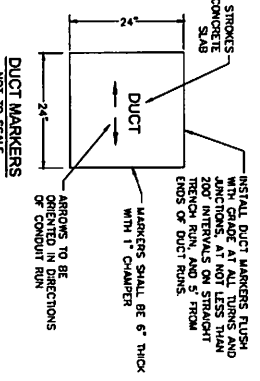 24"
STROKES
CONCRETE
SLAB
DUCT
24"
INSTALL DUCT MARKERS FLUSH
WITH GRADE AT ALL TURNS AND
JUNCTIONS, AT NOT LESS THAN
200' INTERVALS ON STRAIGHT
TRENCH RUN, AND 5' FROM
ENDS OF DUCT RUNS.
MARKERS SHALL BE 6" THICK
WITH 1" CHAMFER
ARROWS TO BE
ORIENTED IN DIRECTIONS
OF CONDUIT RUN
DUCT MARKERS
NOT TO SCALE